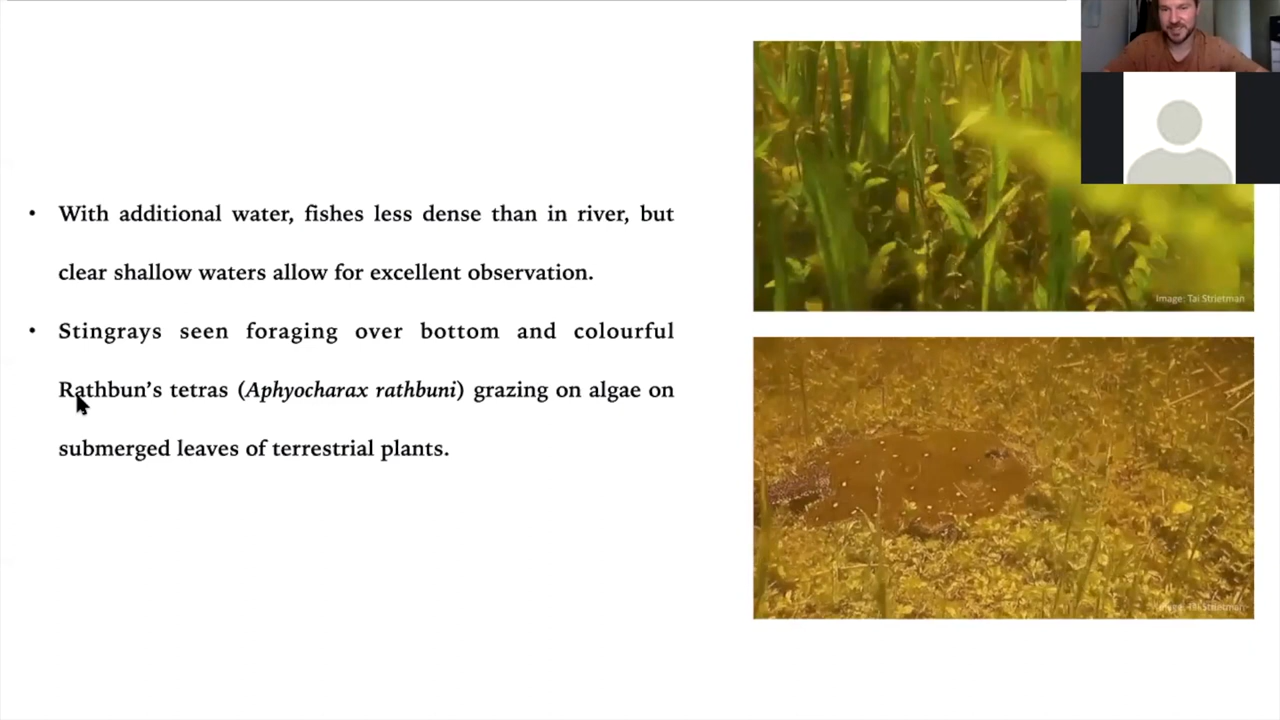 • With additional water, fishes less dense than in river, but
clear shallow waters allow for excellent observation.
• Stingrays seen foraging over bottom and colourful
Rathbun’s tetras (Aphyocharax rathbuni) grazing on algae on
submerged leaves of terrestrial plants.
Image: Tai Strietman
Image: Tai Strietman